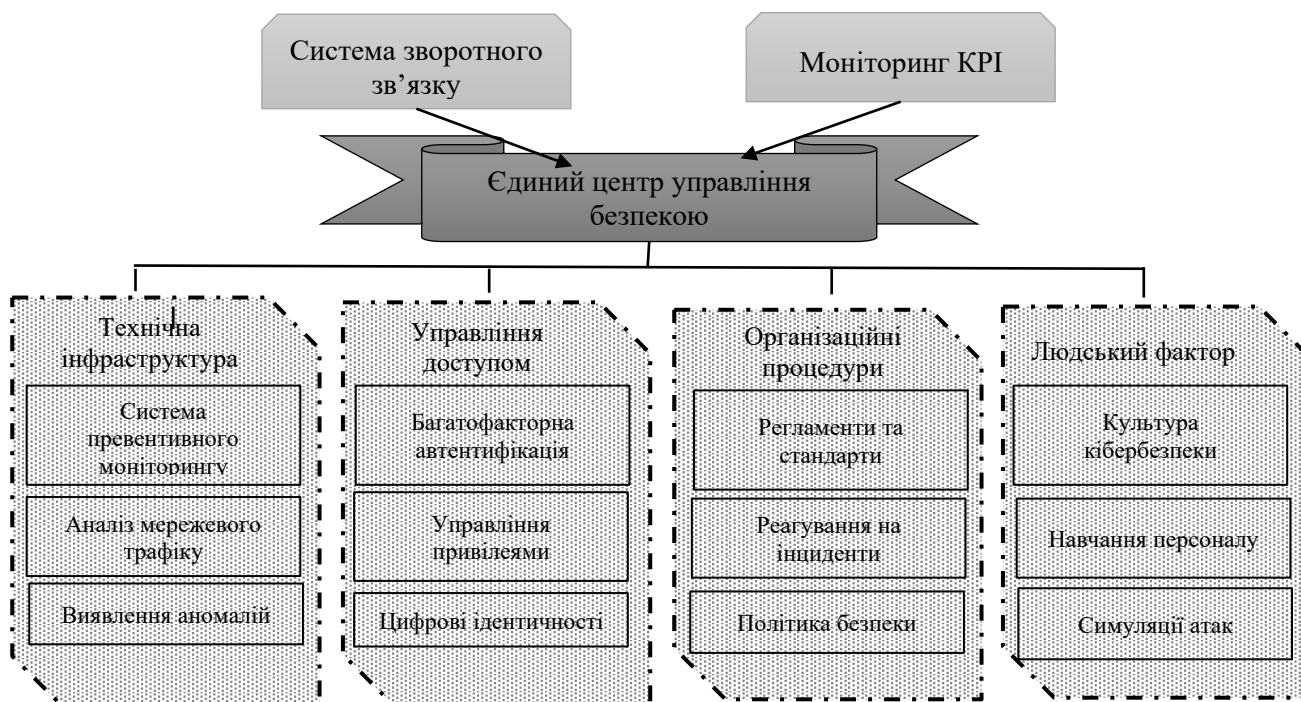 Система зворотного
зв’язку
Моніторинг КРІ
Єдиний центр управління
безпекою
Технічна
інфраструктура
Система
превентивного
моніторингу
Аналіз мережевого
трафіку
Виявлення аномалій
Управління
доступом
Багатофакторна
автентифікація
Управління
привілеями
Цифрові ідентичності
Організаційні
процедури
Регламенти та
стандарти
Реагування на
інциденти
Політика безпеки
Людський фактор
Культура
кібербезпеки
Навчання персоналу
Симуляції атак